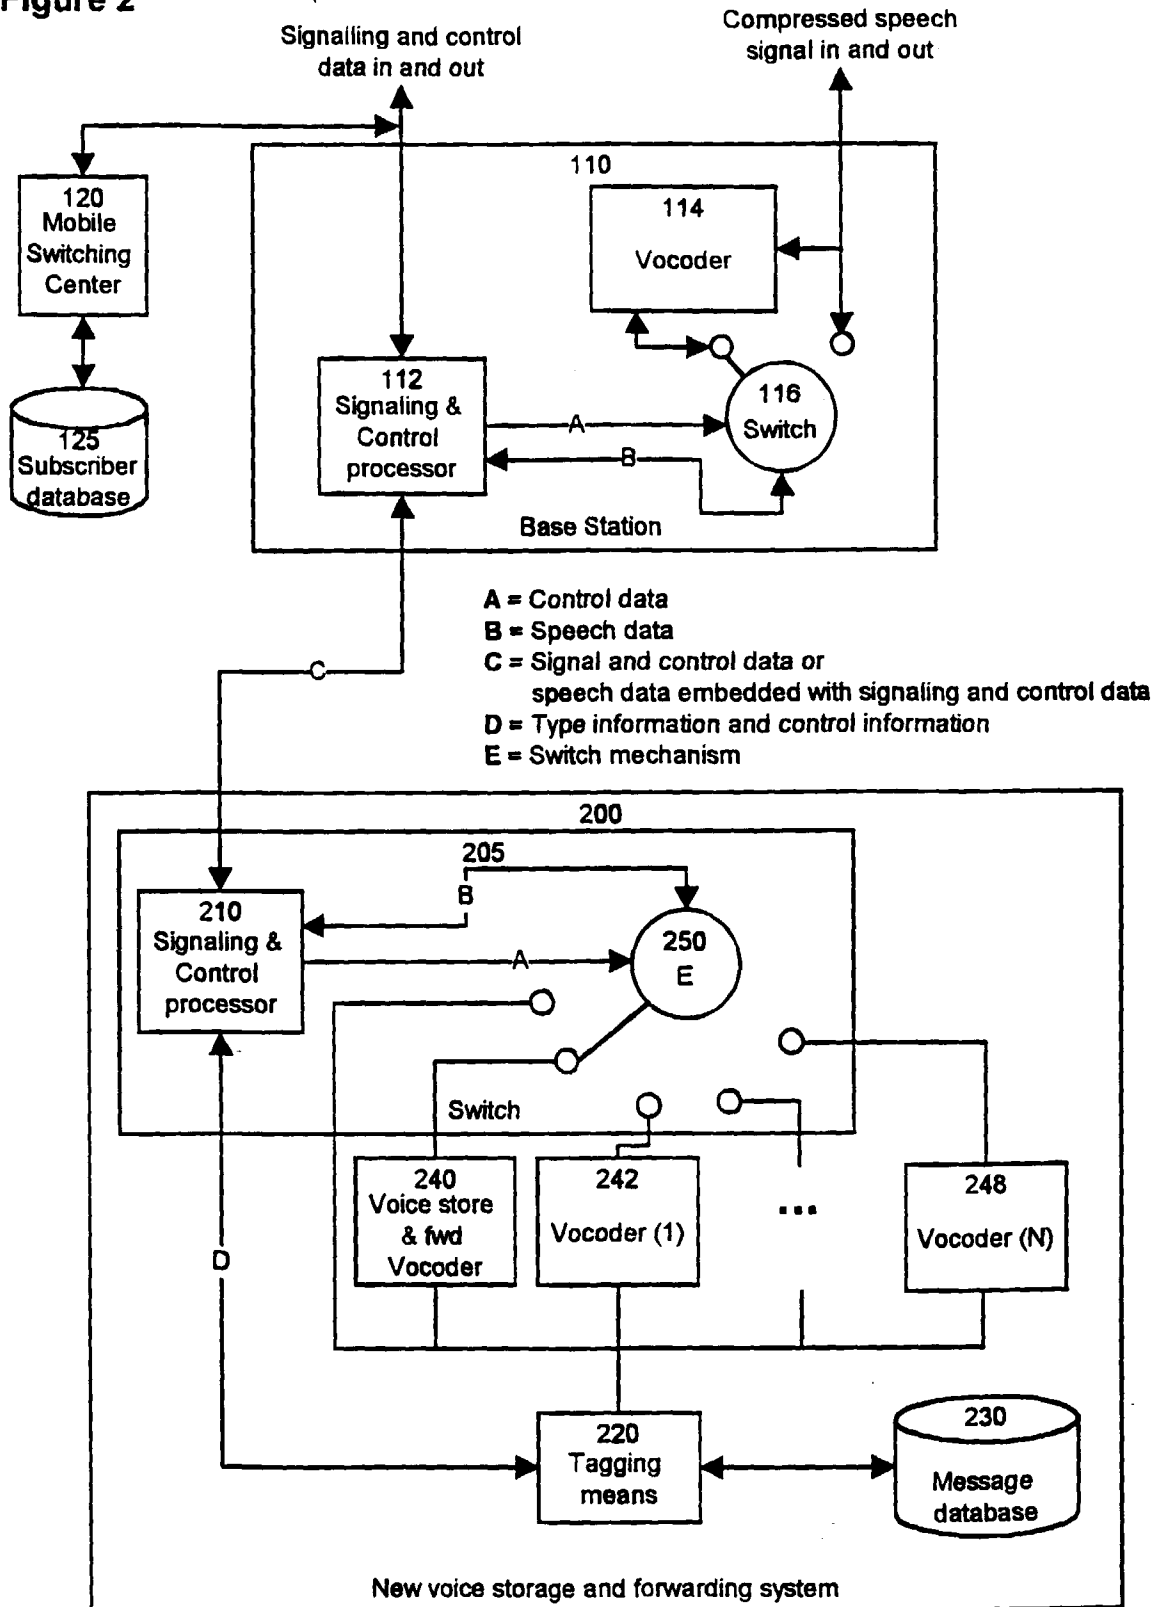 Figure 2
Signalling and control
data in and out
Compressed speech
signal in and out
110
114
Vocoder
120
Mobile
Switching
Center
112
Signaling &
Control
processor
A
B
116
Switch
125
Subscriber
database
Base Station
C
A = Control data
B = Speech data
C = Signal and control data or
speech data embedded with signaling and control data
D = Type information and control information
E = Switch mechanism
200
205
B
210
Signaling &
Control
processor
A
250
E
Switch
240
Voice store
& fwd
Vocoder
242
Vocoder (1)
...
248
Vocoder (N)
D
220
Tagging
means
230
Message
database
New voice storage and forwarding system